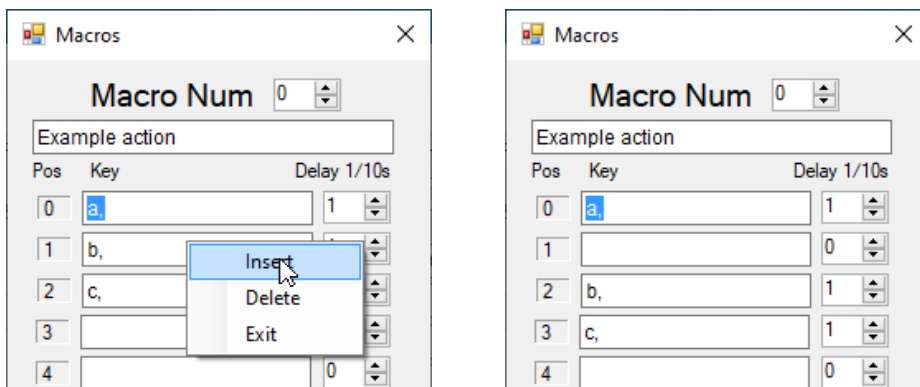 Macros
Macro Num 0
Example action
Pos Key Delay 1/10s
0 a, 1
1 b,
2 c,
3
4 0
Insert
Delete
Exit
Macros
Macro Num 0
Example action
Pos Key Delay 1/10s
0 a, 1
1 0
2 b, 1
3 c, 1
4 0